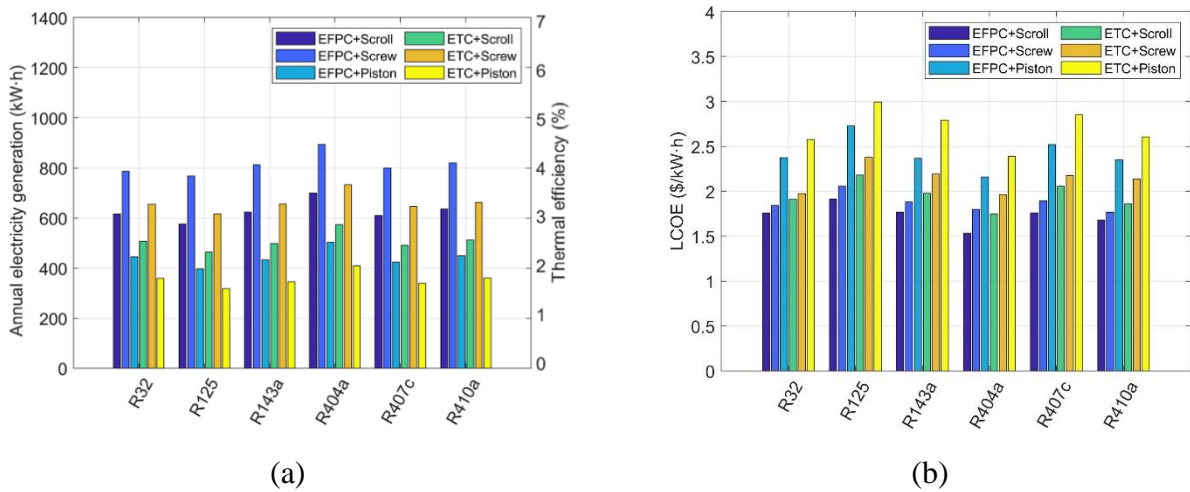 1400
1200
1000
800
600
400
200
0
Annual electricity generation (kW·h)
EFPC+Scroll
EFPC+Screw
EFPC+Piston
ETC+Scroll
ETC+Screw
ETC+Piston
7
6
5
4
3
2
1
0
Thermal efficiency (%)
R32
R125
R143a
R404a
R407c
R410a
(a)
4
3.5
3
2.5
2
1.5
1
0.5
0
LCOE ($/kW·h)
EFPC+Scroll
EFPC+Screw
EFPC+Piston
ETC+Scroll
ETC+Screw
ETC+Piston
R32
R125
R143a
R404a
R407c
R410a
(b)